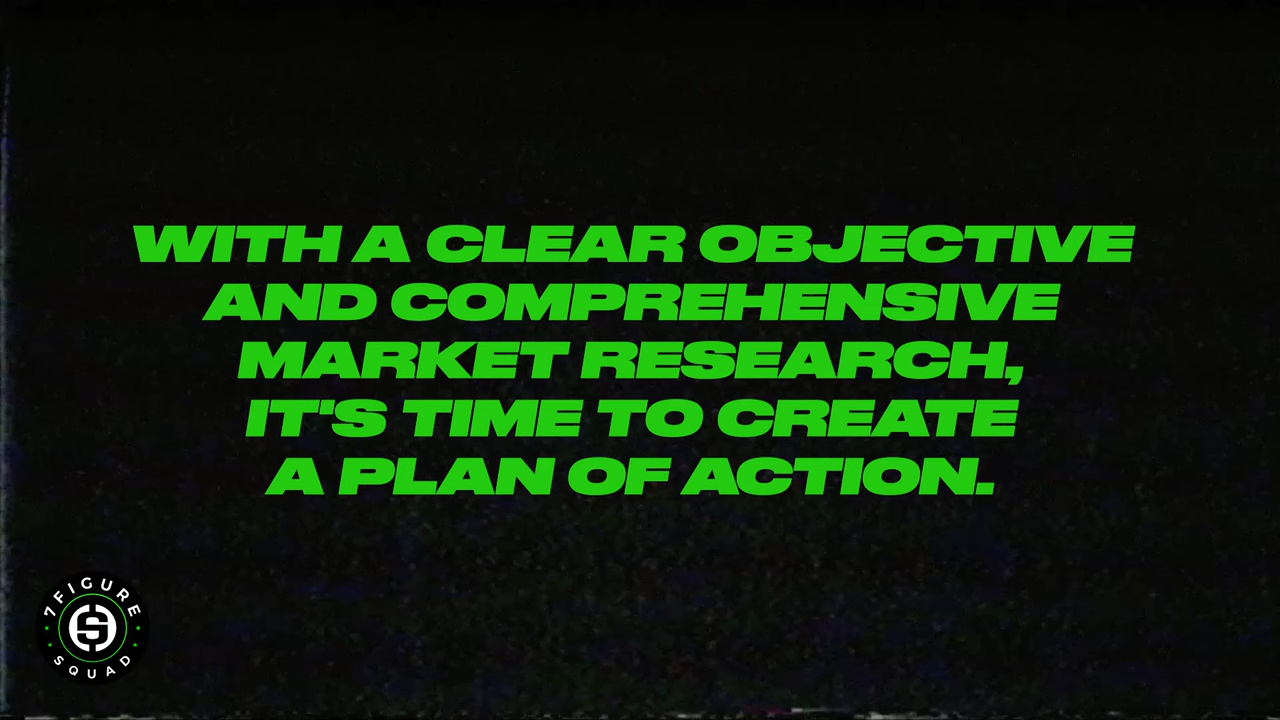 WITH A CLEAR OBJECTIVE
AND COMPREHENSIVE
MARKET RESEARCH,
IT'S TIME TO CREATE
A PLAN OF ACTION.
7FIGURE
SQUAD